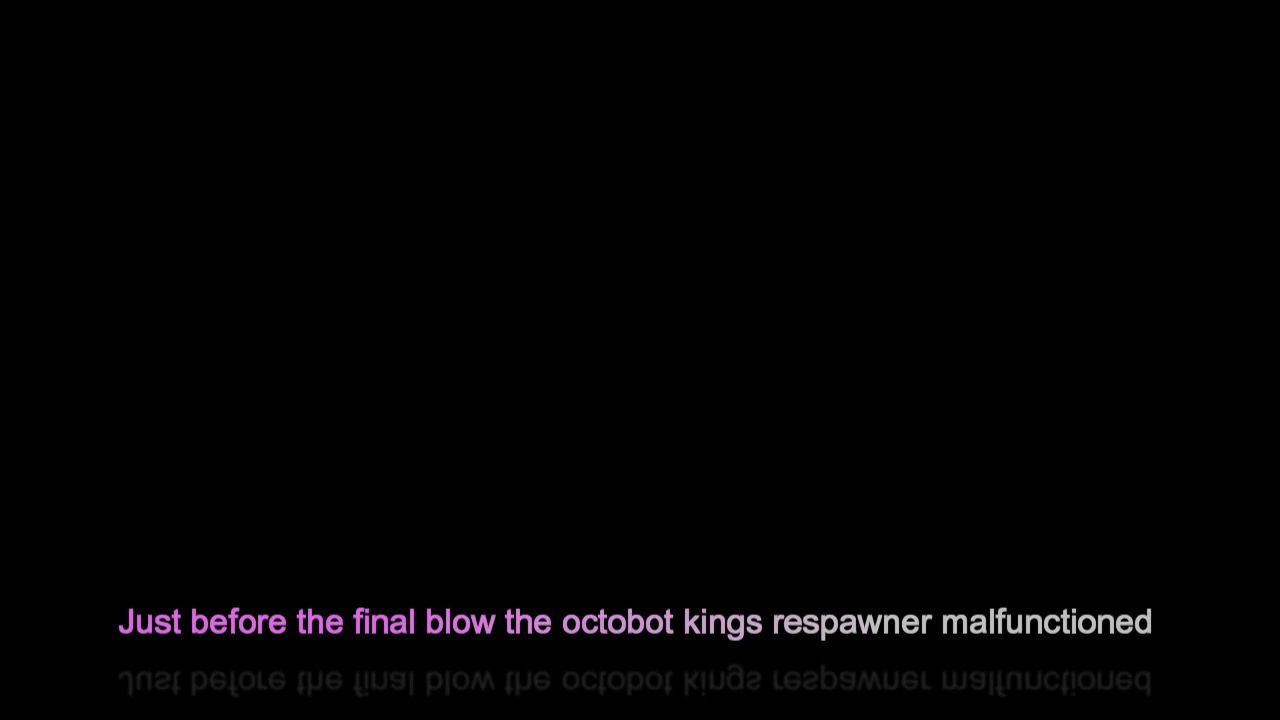 Just before the final blow the octobot kings respawner malfunctioned